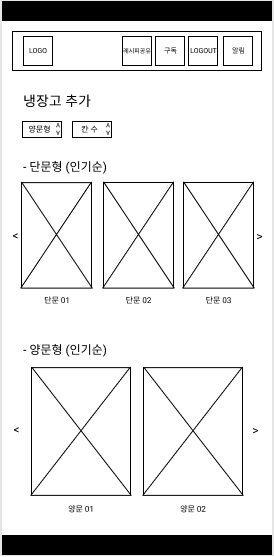 LOGO 레시피공유 구독 LOGOUT 알림
냉장고 추가
양문형 칸 수
- 단문형 (인기순)
< >
단문 01 단문 02 단문 03
- 양문형 (인기순)
< >
양문 01 양문 02